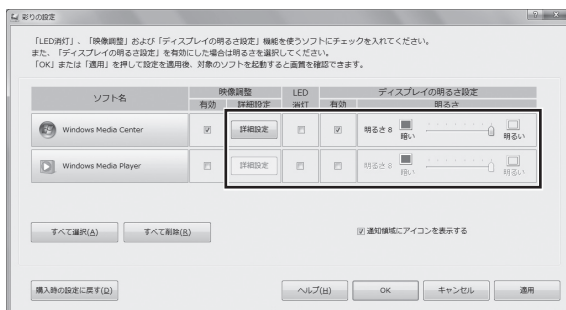 彩りの設定
「LED消灯」、「映像調整」および「ディスプレイの明るさ設定」機能を使うソフトにチェックを入れてください。
また、「ディスプレイの明るさ設定」を有効にした場合は明るさを選択してください。
「OK」または「適用」を押して設定を適用後、対象のソフトを起動すると画質を確認できます。
ソフト名 映像調整 LED ディスプレイの明るさ設定
有効 詳細設定 消灯 有効 明るさ
Windows Media Center 詳細設定 明るさ 8 暗い 明るい
Windows Media Player 詳細設定 明るさ 8 暗い 明るい
すべて選択(A) すべて削除(R) 通知領域にアイコンを表示する
購入時の設定に戻す(D) ヘルプ(H) OK キャンセル 適用